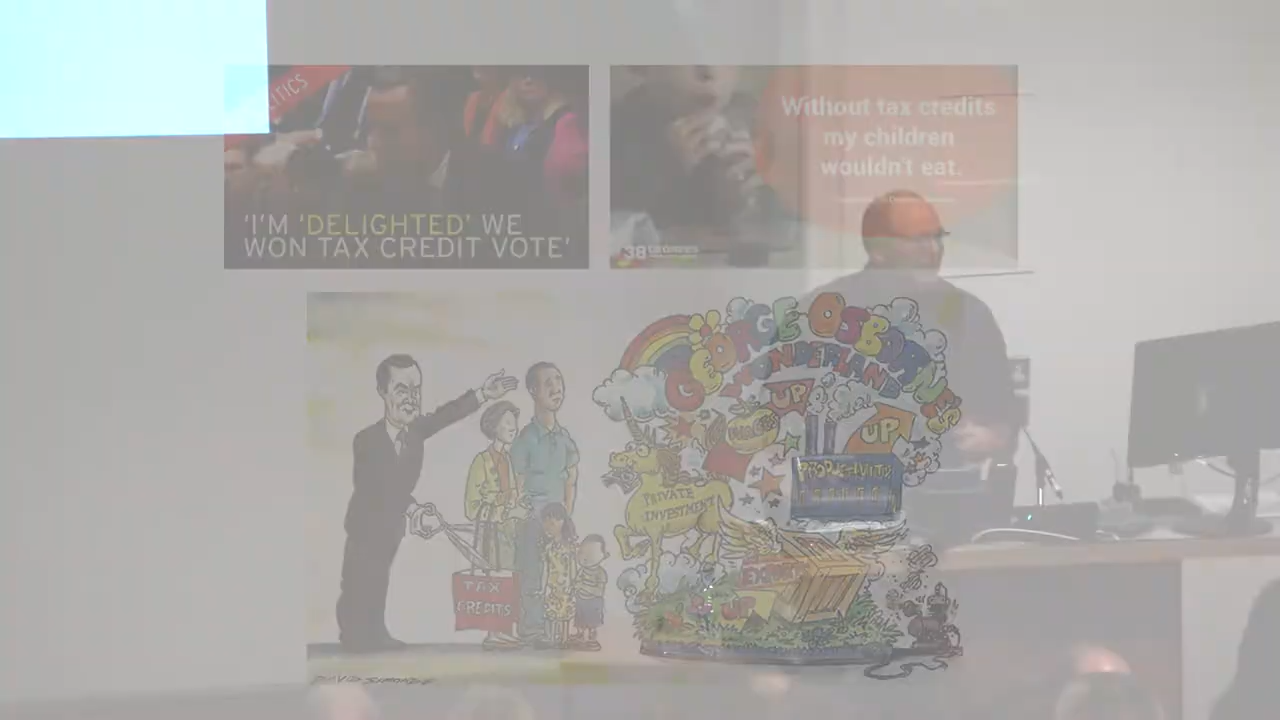 'I'M 'DELIGHTED' WE
WON TAX CREDIT VOTE'
Without tax credits
my children
wouldn't eat.
38 DEGREES
GEORGE OSBORNE'S
WONDERLAND
UP
WAGES
UP
PRODUCTIVITY
PRIVATE
INVESTMENT
TAX
CREDITS
EXPORTS
UP
DAVID SIMONDS